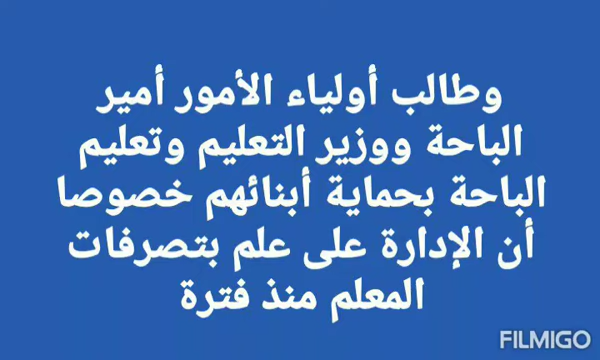 وطالب أولياء الأمور أمير
الباحة ووزير التعليم وتعليم
الباحة بحماية أبنائهم خصوصا
أن الإدارة على علم بتصرفات
المعلم منذ فترة
FILMIGO